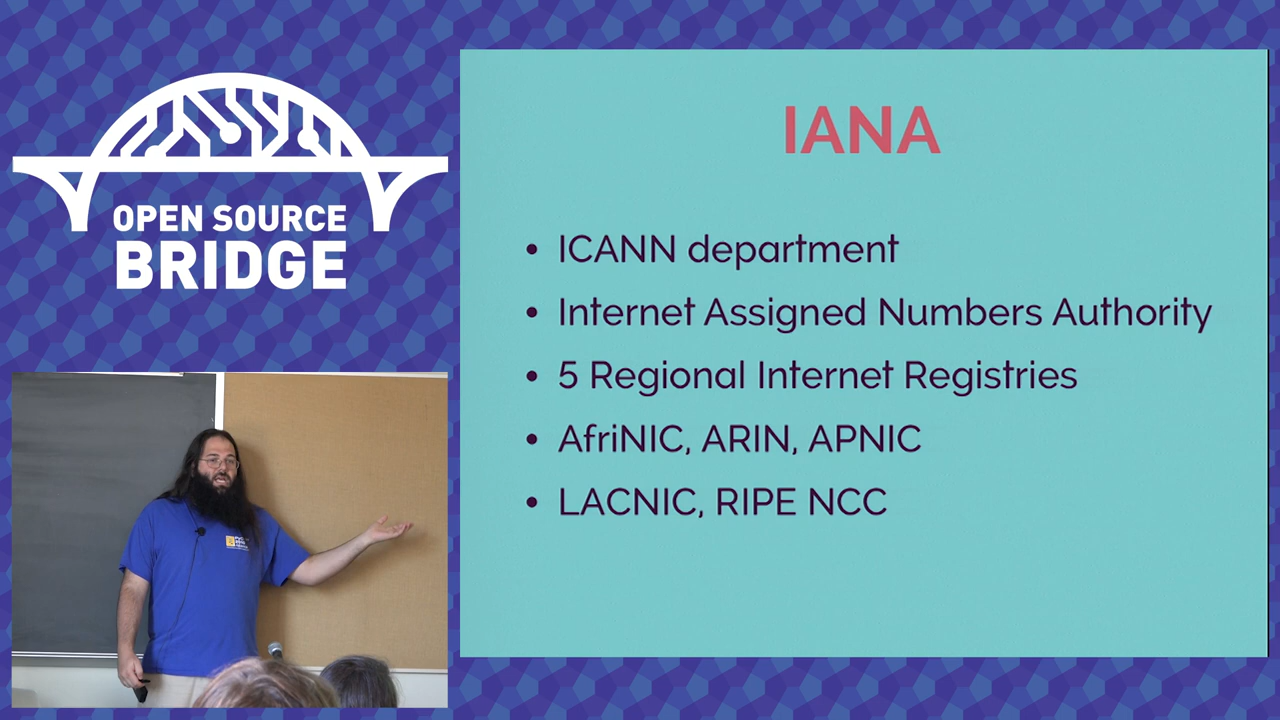 OPEN SOURCE
BRIDGE
IANA
• ICANN department
• Internet Assigned Numbers Authority
• 5 Regional Internet Registries
• AfriNIC, ARIN, APNIC
• LACNIC, RIPE NCC